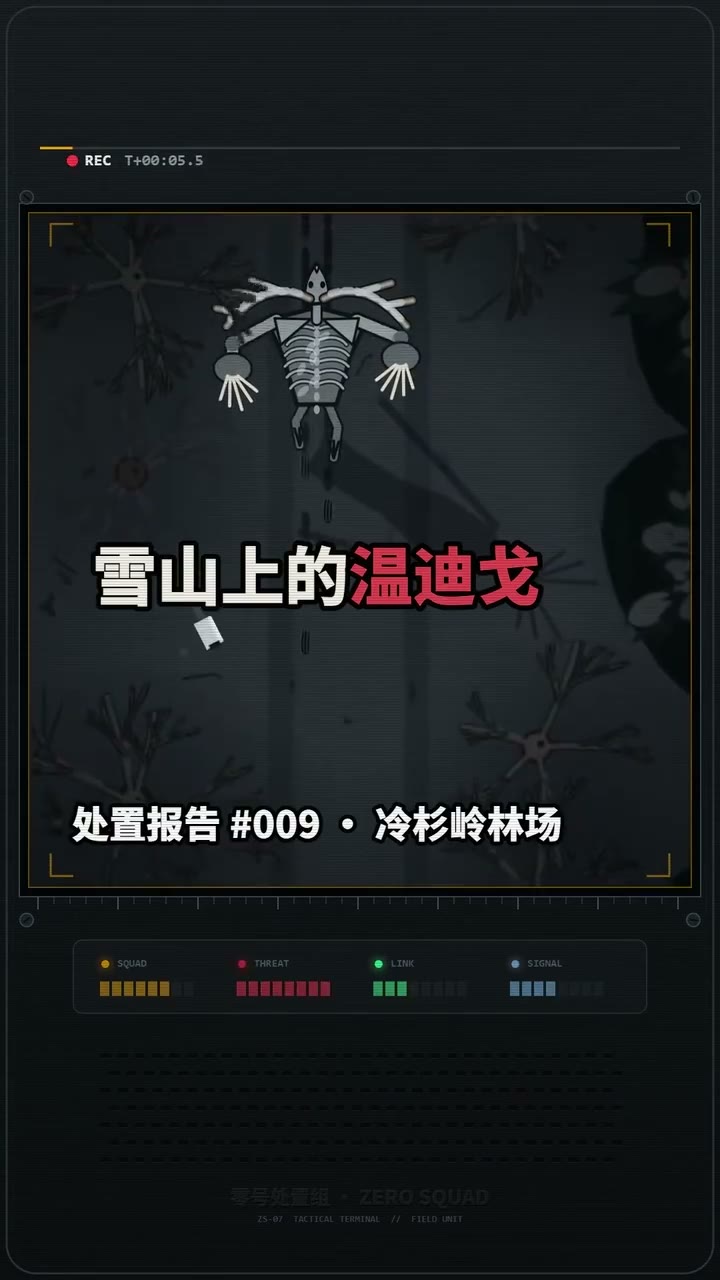 REC T+00:05.5
雪山上的温迪戈
处置报告 #009 · 冷杉岭林场
SQUAD THREAT LINK SIGNAL
零号处置组 · ZERO SQUAD
ZS-07 TACTICAL TERMINAL // FIELD UNIT